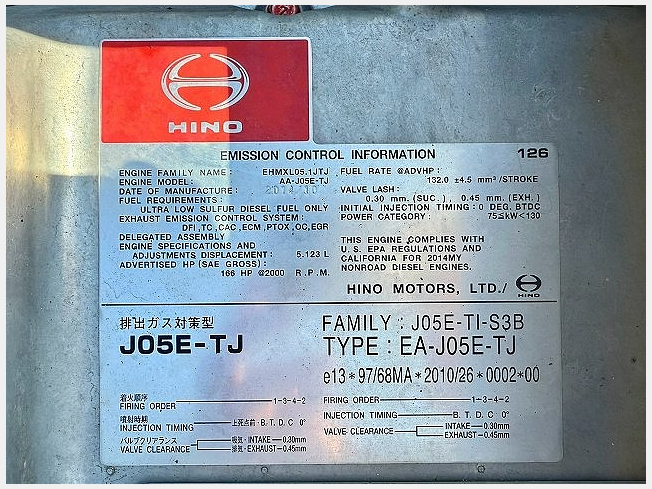 HINO
EMISSION CONTROL INFORMATION 126
ENGINE FAMILY NAME : EHMXL05.1JTJ
ENGINE MODEL: AA-J05E-TJ
DATE OF MANUFACTURE:
FUEL REQUIREMENTS :
ULTRA LOW SULFUR DIESEL FUEL ONLY
EXHAUST EMISSION CONTROL SYSTEM :
DFI ,TC ,CAC ,ECM ,PTOX ,OC,EGR
DELEGATED ASSEMBLY
ENGINE SPECIFICATIONS AND
ADJUSTMENTS DISPLACEMENT : 5.123 L
ADVERTISED HP (SAE GROSS):
166 HP @2000 R.P.M.
FUEL RATE @ADVHP:
132.0 ±4.5 mm³/STROKE
VALVE LASH:
0.30 mm. (SUC.) , 0.45 mm. (EXH.)
INITIAL INJECTION TIMING : 0 DEG. BTDC
POWER CATEGORY: 75≦kW<130
THIS ENGINE COMPLIES WITH
U.S. EPA REGULATIONS AND
CALIFORNIA FOR 2014MY
NONROAD DIESEL ENGINES.
HINO MOTORS, LTD./ HINO
排出ガス対策型
J05E-TJ
FAMILY : J05E-TI-S3B
TYPE : EA-J05E-TJ
e13*97/68MA*2010/26*0002*00
着火順序
FIRING ORDER 1-3-4-2
噴射時期
INJECTION TIMING 上死点前・B. T. D. C 0°
バルブクリアランス
VALVE CLEARANCE 吸気・INTAKE 0.30mm
排気・EXHAUST 0.45mm
FIRING ORDER 1-3-4-2
INJECTION TIMING B. T. D. C 0°
VALVE CLEARANCE INTAKE 0.30mm
EXHAUST 0.45mm